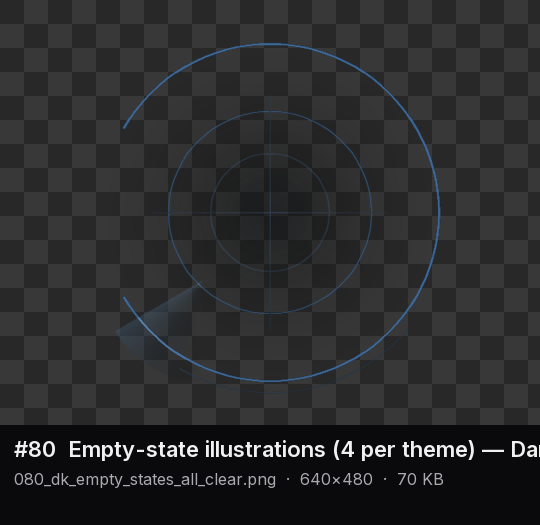 #80 Empty-state illustrations (4 per theme) — Da
080_dk_empty_states_all_clear.png · 640×480 · 70 KB